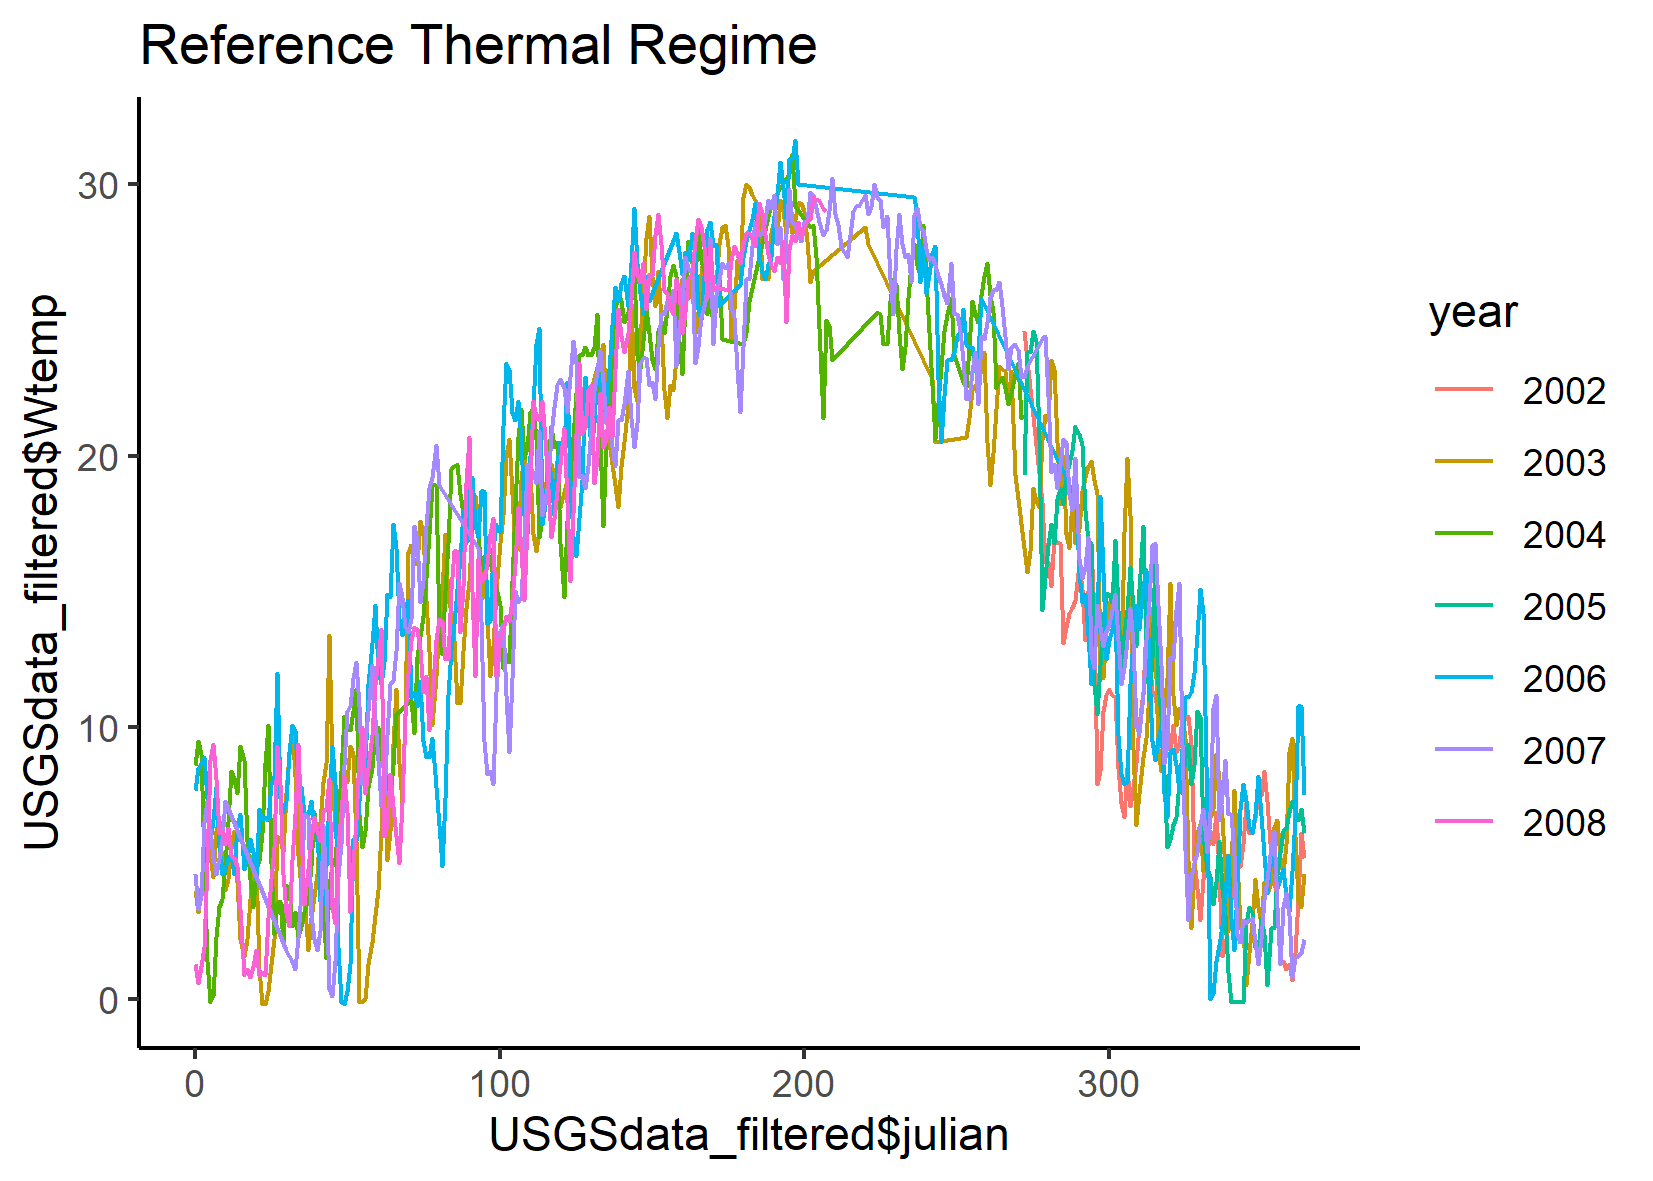 Reference Thermal Regime
USGSdata_filtered$Wtemp
30
20
10
0
0 100 200 300
USGSdata_filtered$julian
year
2002
2003
2004
2005
2006
2007
2008